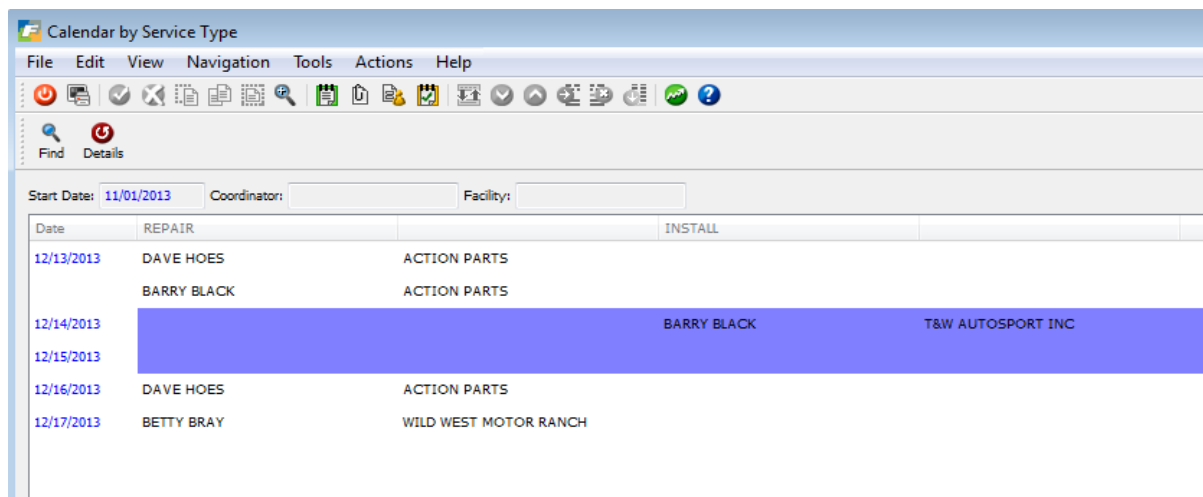 Calendar by Service Type
File Edit View Navigation Tools Actions Help
Find Details
Start Date: 11/01/2013 Coordinator: Facility:
Date REPAIR INSTALL
12/13/2013 DAVE HOES ACTION PARTS
BARRY BLACK ACTION PARTS
12/14/2013 BARRY BLACK T&W AUTOSPORT INC
12/15/2013
12/16/2013 DAVE HOES ACTION PARTS
12/17/2013 BETTY BRAY WILD WEST MOTOR RANCH